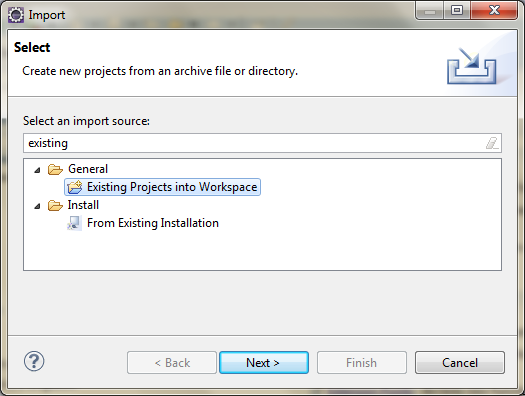 Import
Select
Create new projects from an archive file or directory.
Select an import source:
existing
General
Existing Projects into Workspace
Install
From Existing Installation
?
< Back
Next >
Finish
Cancel